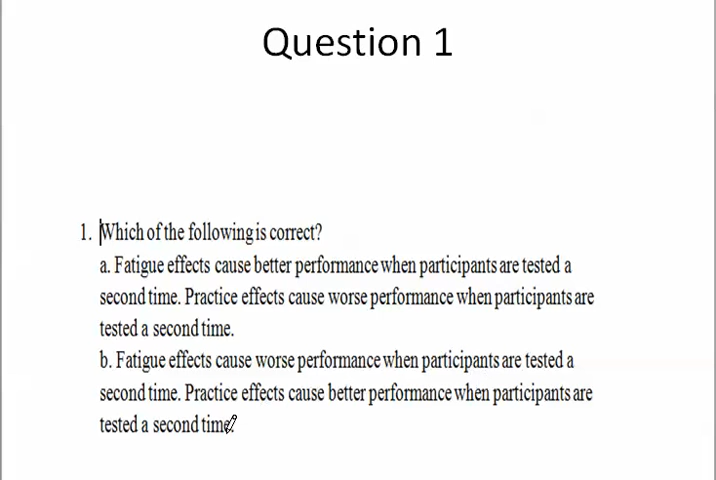 Question 1
1. Which of the following is correct?
a. Fatigue effects cause better performance when participants are tested a
second time. Practice effects cause worse performance when participants are
tested a second time.
b. Fatigue effects cause worse performance when participants are tested a
second time. Practice effects cause better performance when participants are
tested a second time.